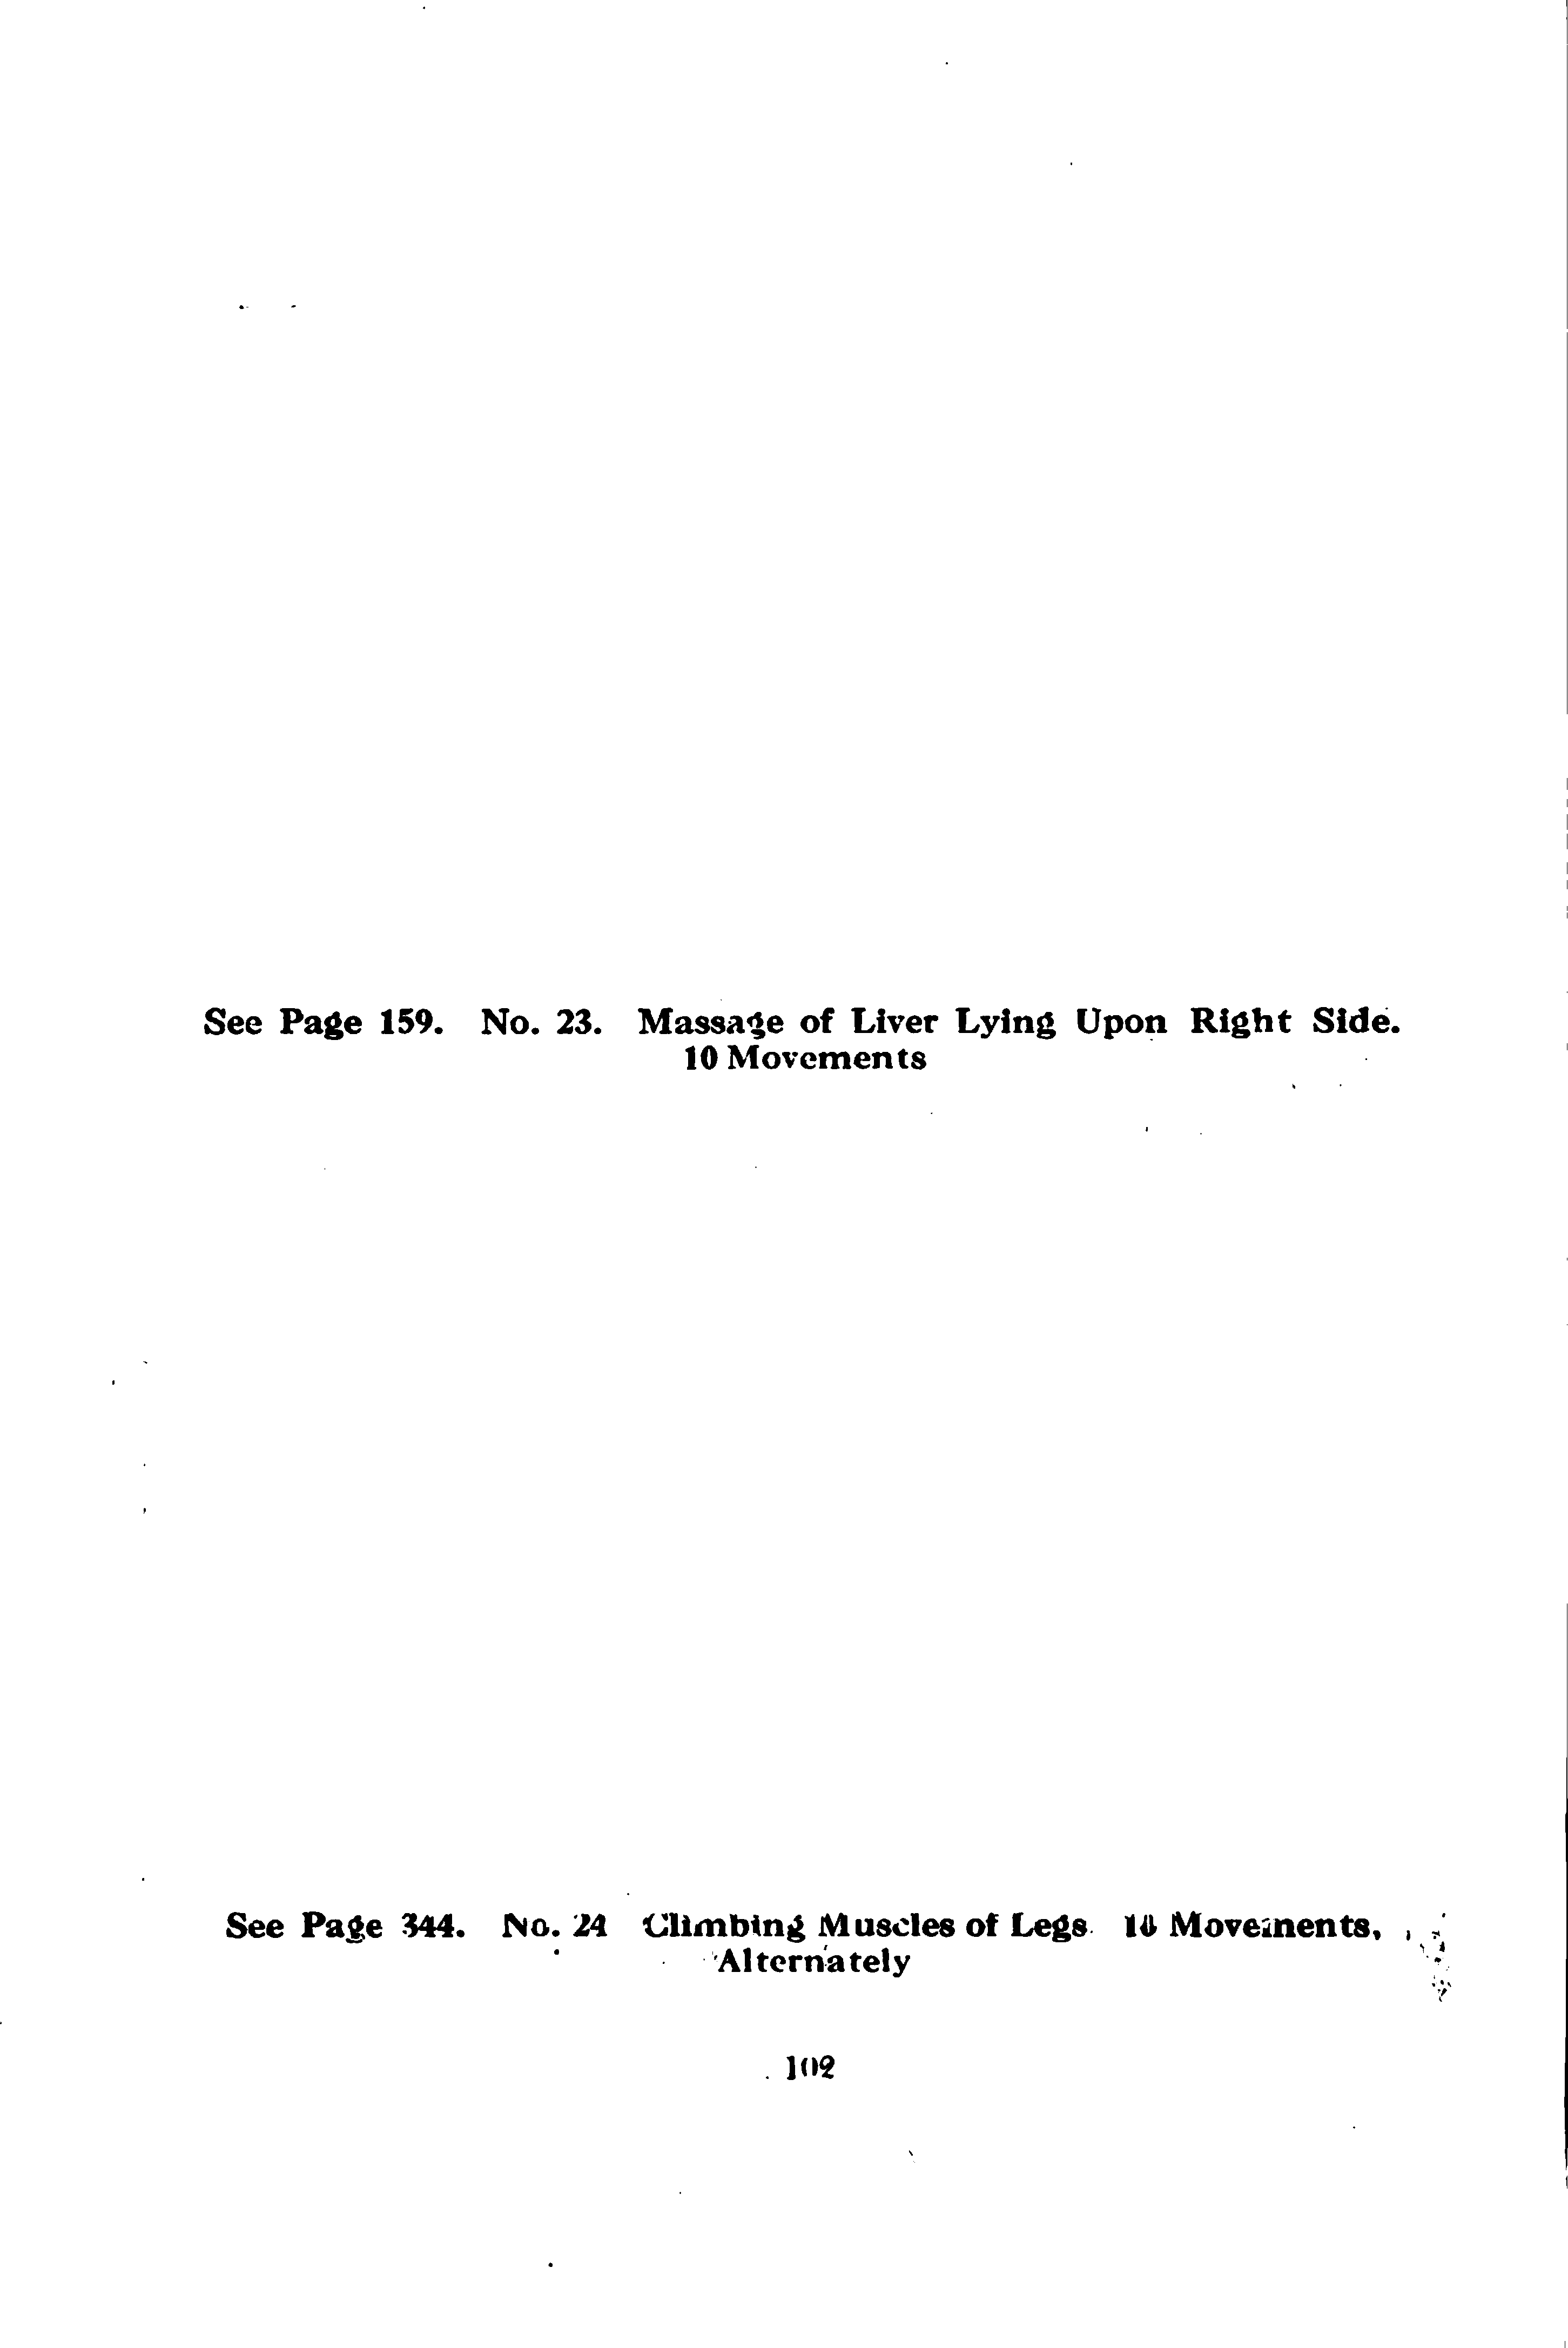 See Page 159. No. 23. Massage of Liver Lying Upon Right Side.
10 Movements
See Page 344. No. 24 Climbing Muscles of Legs. 10 Movements,
Alternately
102